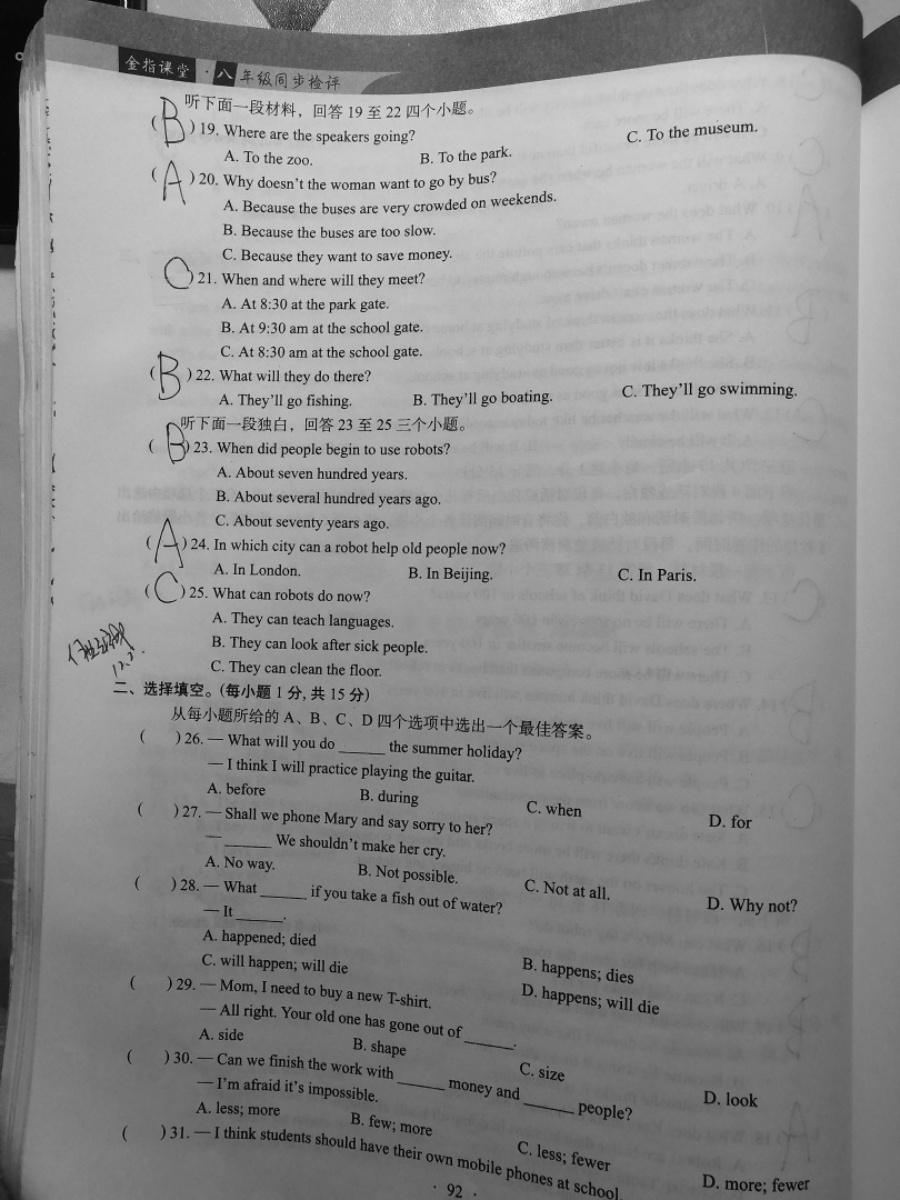 金指课堂·八年级同步检评
听下面一段材料，回答 19 至 22 四个小题。
( B ) 19. Where are the speakers going?
A. To the zoo. B. To the park. C. To the museum.
( A ) 20. Why doesn't the woman want to go by bus?
A. Because the buses are very crowded on weekends.
B. Because the buses are too slow.
C. Because they want to save money.
( C ) 21. When and where will they meet?
A. At 8:30 at the park gate.
B. At 9:30 am at the school gate.
C. At 8:30 am at the school gate.
( B ) 22. What will they do there?
A. They'll go fishing. B. They'll go boating. C. They'll go swimming.
听下面一段独白，回答 23 至 25 三个小题。
( B ) 23. When did people begin to use robots?
A. About seven hundred years.
B. About several hundred years ago.
C. About seventy years ago.
( A ) 24. In which city can a robot help old people now?
A. In London. B. In Beijing. C. In Paris.
( C ) 25. What can robots do now?
A. They can teach languages.
B. They can look after sick people.
C. They can clean the floor.
12.2.
二、选择填空。(每小题 1 分, 共 15 分)
从每小题所给的 A、B、C、D 四个选项中选出一个最佳答案。
( ) 26. — What will you do ______ the summer holiday?
— I think I will practice playing the guitar.
A. before B. during C. when D. for
( ) 27. — Shall we phone Mary and say sorry to her?
— ______ We shouldn't make her cry.
A. No way. B. Not possible. C. Not at all. D. Why not?
( ) 28. — What ______ if you take a fish out of water?
— It ______.
A. happened; died B. happens; dies
C. will happen; will die D. happens; will die
( ) 29. — Mom, I need to buy a new T-shirt.
— All right. Your old one has gone out of ______.
A. side B. shape C. size D. look
( ) 30. — Can we finish the work with ______ money and ______ people?
— I'm afraid it's impossible.
A. less; more B. few; more C. less; fewer D. more; fewer
( ) 31. — I think students should have their own mobile phones at school.
· 92 ·